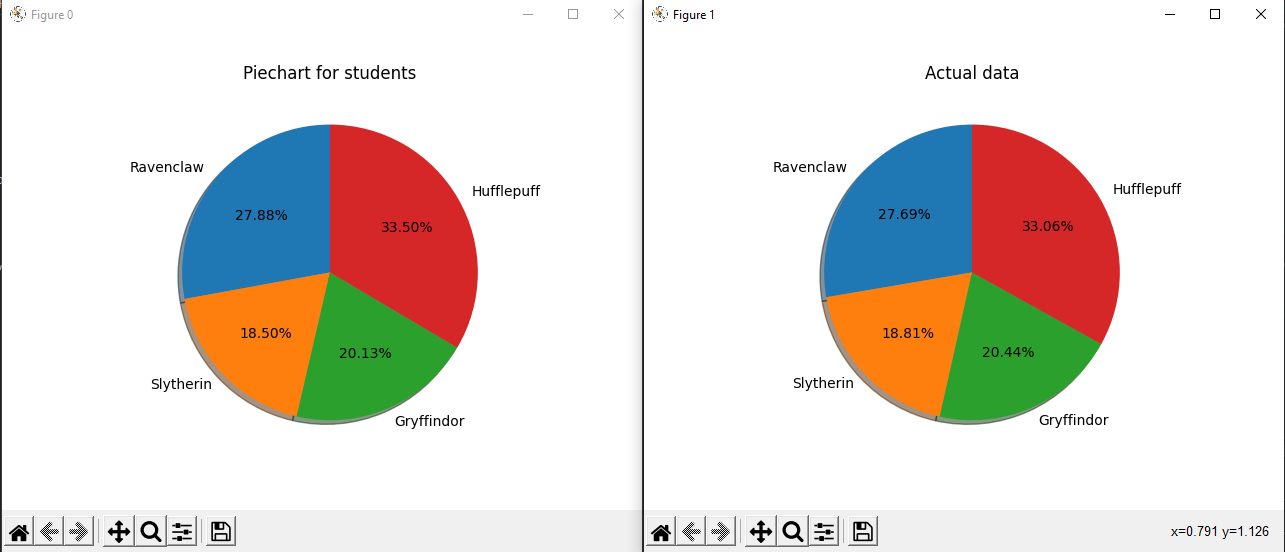 Figure 0
Piechart for students
Ravenclaw
Hufflepuff
27.88%
33.50%
18.50%
20.13%
Slytherin
Gryffindor
Figure 1
Actual data
Ravenclaw
Hufflepuff
27.69%
33.06%
18.81%
20.44%
Slytherin
Gryffindor
x=0.791 y=1.126